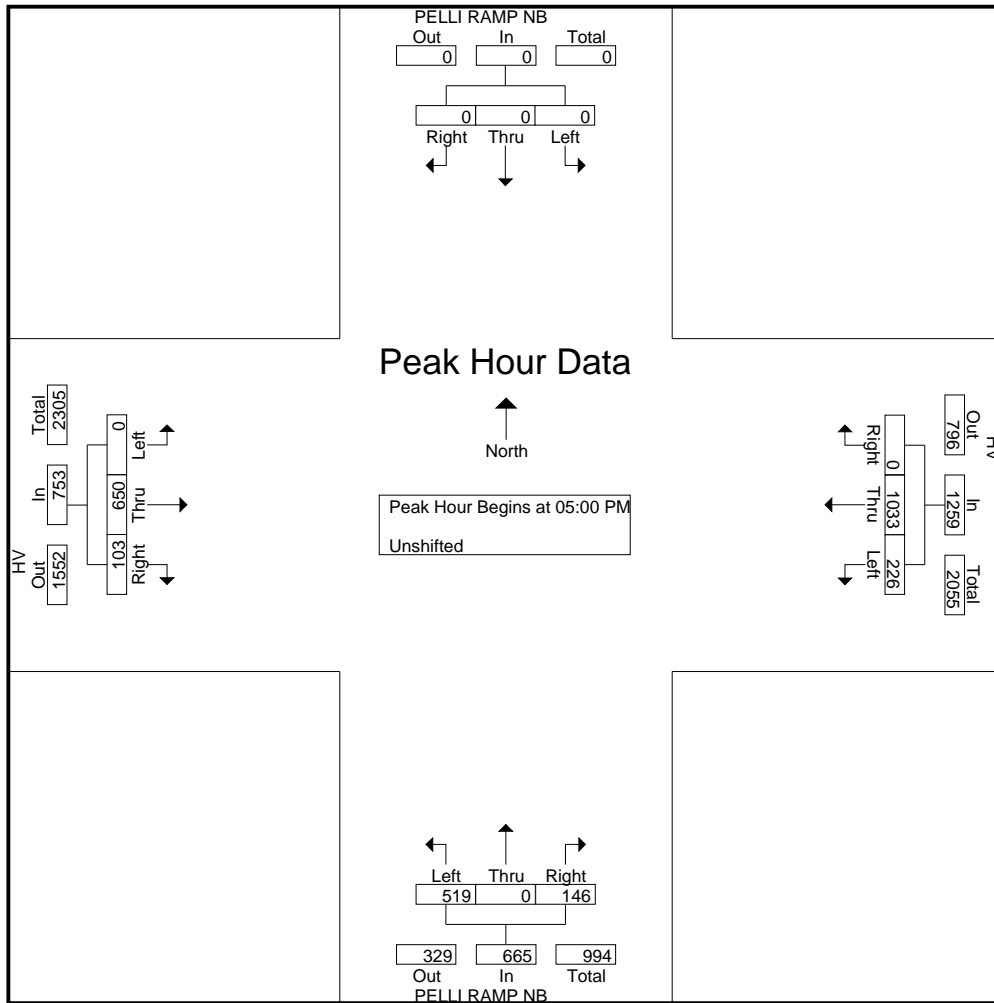 PELLI RAMP NB
Out In Total
0 0 0
0 0 0
Right Thru Left
Peak Hour Data
North
Peak Hour Begins at 05:00 PM
Unshifted
Total
2305
In
753
Out
1552
HV
0
Left
650
Thru
103
Right
Right
0
Thru
1033
Left
226
Out
796
In
1259
Total
2055
HV
Left Thru Right
519 0 146
329 665 994
Out In Total
PELLI RAMP NB